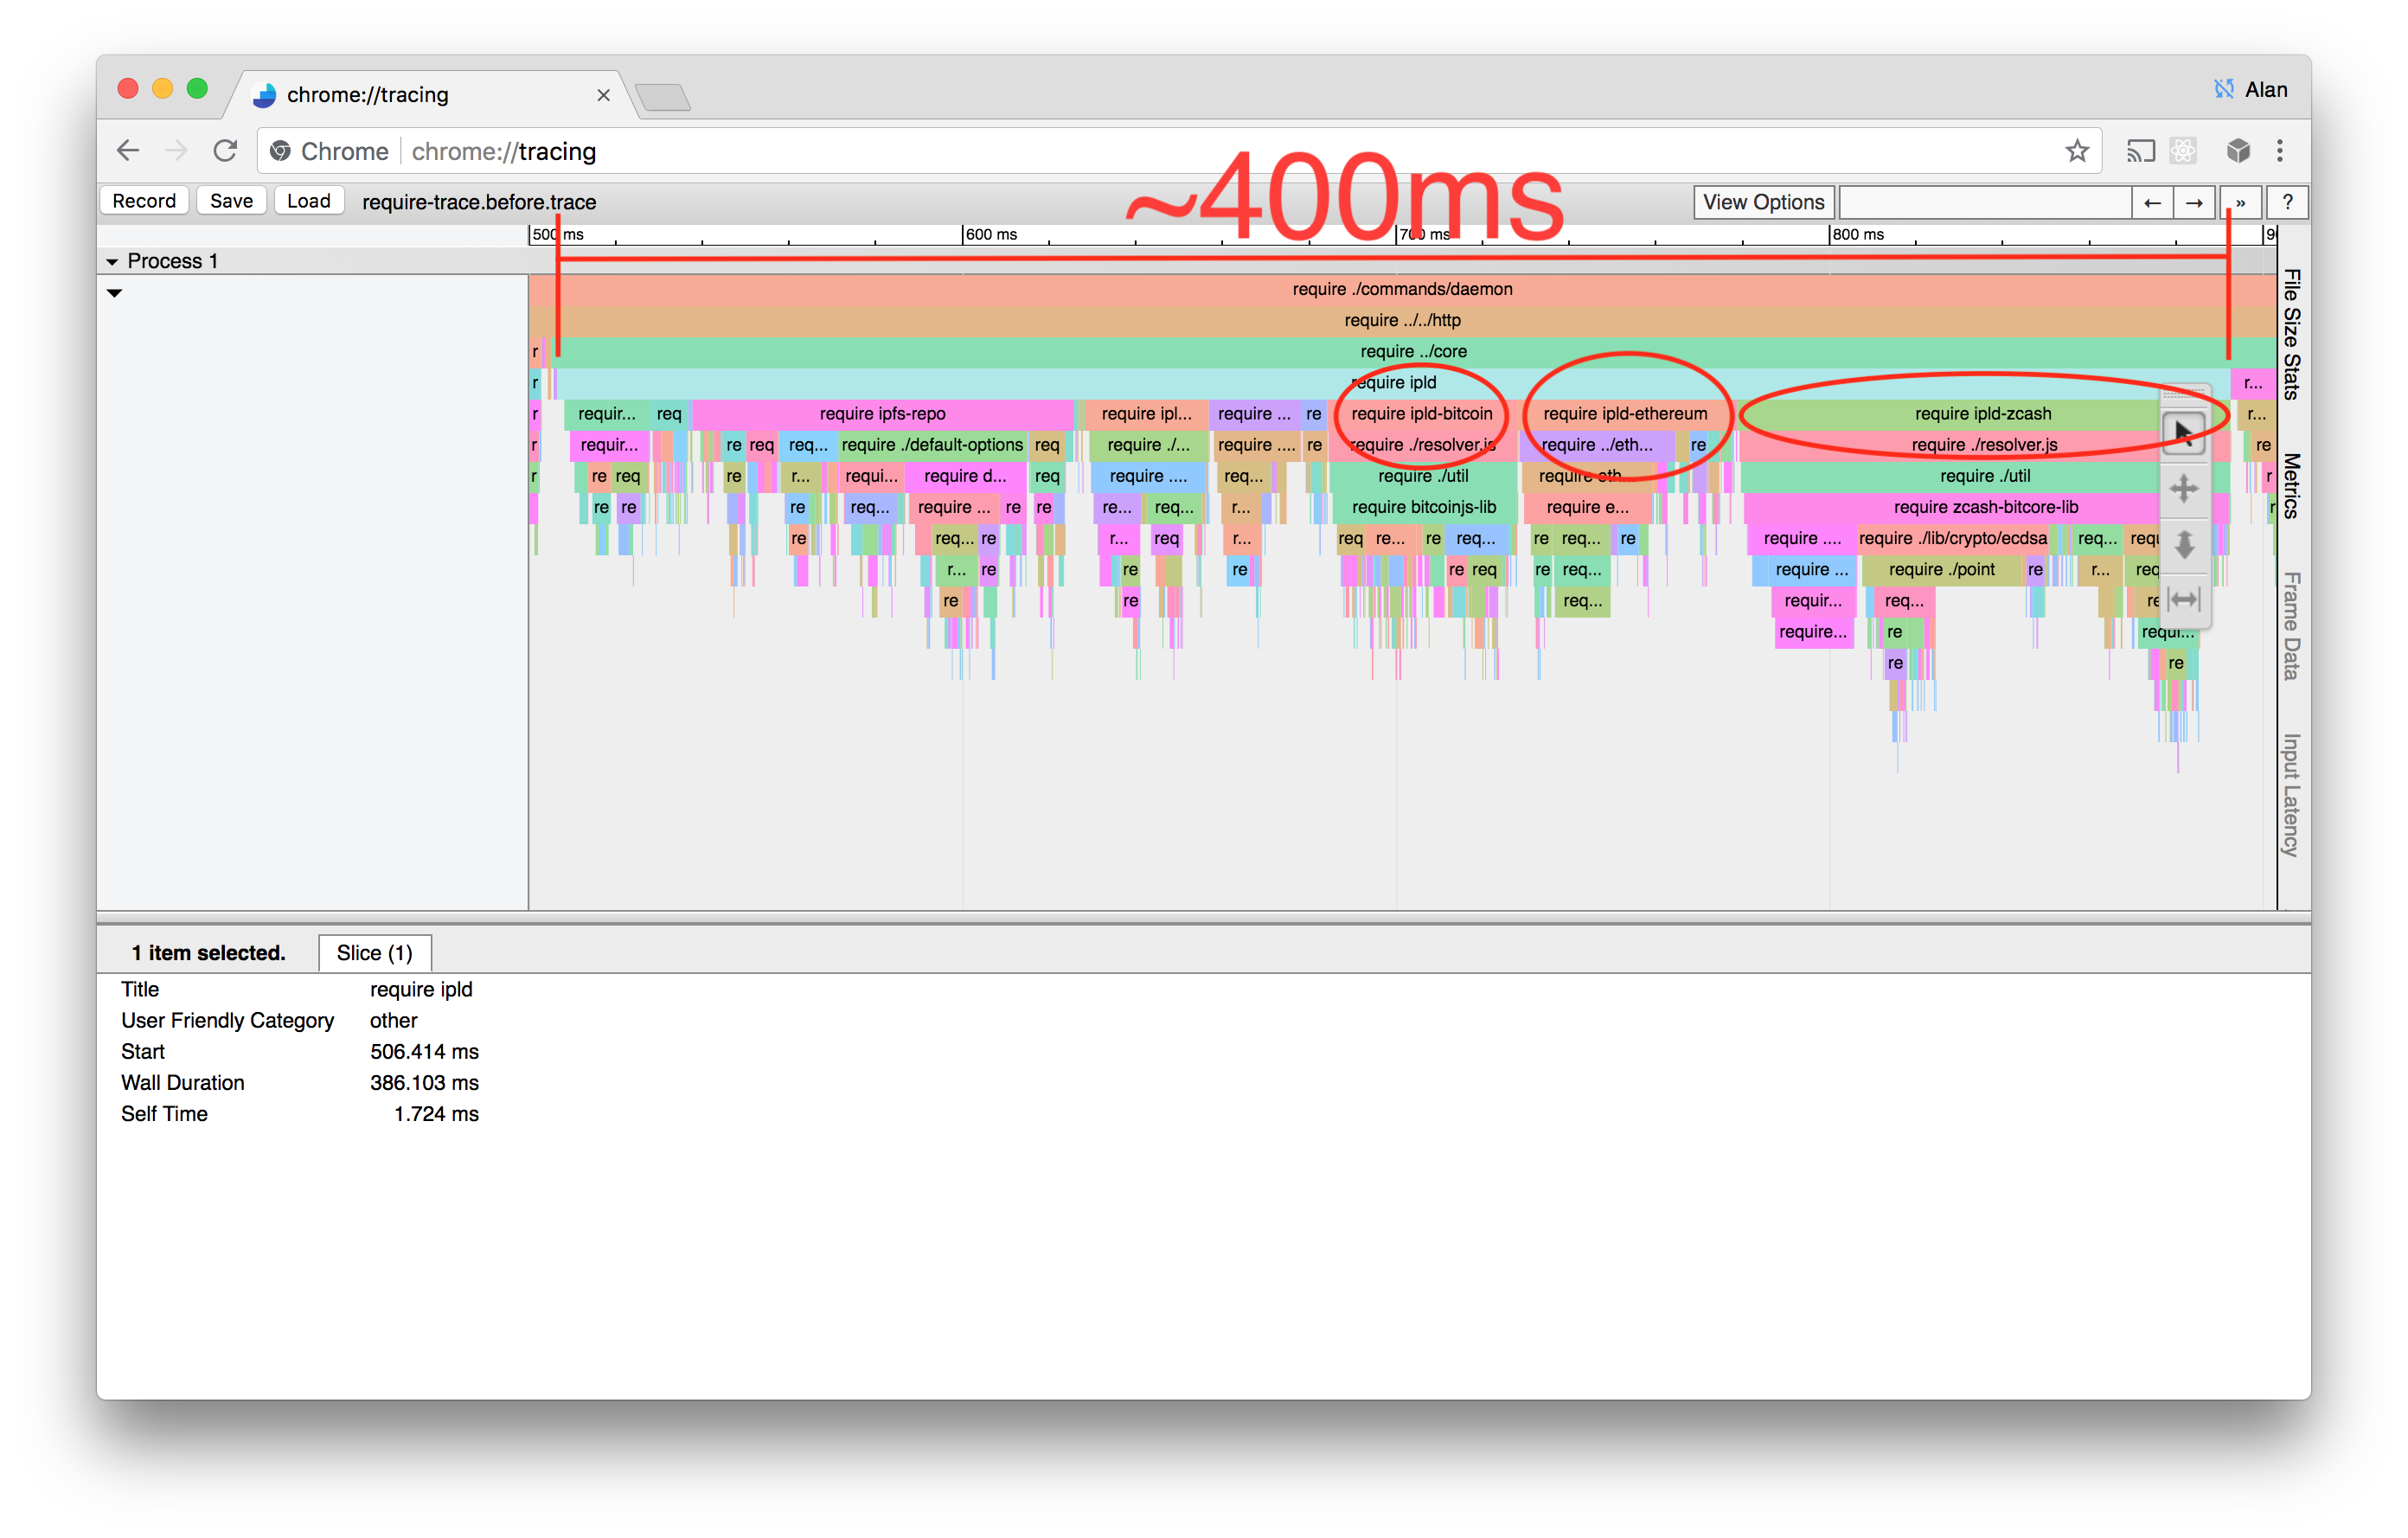 chrome://tracing
Alan
Chrome chrome://tracing
~400ms
Record Save Load require-trace.before.trace View Options ← → » ?
500 ms 600 ms 700 ms 800 ms
Process 1
require ./commands/daemon
require ../../http
r require ../core
r require ipld r...
r requir... req require ipfs-repo require ipl... require ... re require ipld-bitcoin require ipld-ethereum require ipld-zcash r...
r requir... re req req... require ./default-options req require ./... require .... re require ./resolver.js require ../eth... re require ./resolver.js re
r re req re r... requi... require d... req require .... req... require ./util require eth... require ./util r
re re re req... require ... re re re... req... r... require bitcoinjs-lib require e... require zcash-bitcore-lib r
re req... re r... req r... req re... re req... re req... re require .... require ./lib/crypto/ecdsa req...
r... re re re re req re req... require ... require ./point re r... req
re re req... requir... req...
require... re requi...
re re
File Size Stats
Metrics
Frame Data
Input Latency
1 item selected. Slice (1)
Title require ipld
User Friendly Category other
Start 506.414 ms
Wall Duration 386.103 ms
Self Time 1.724 ms